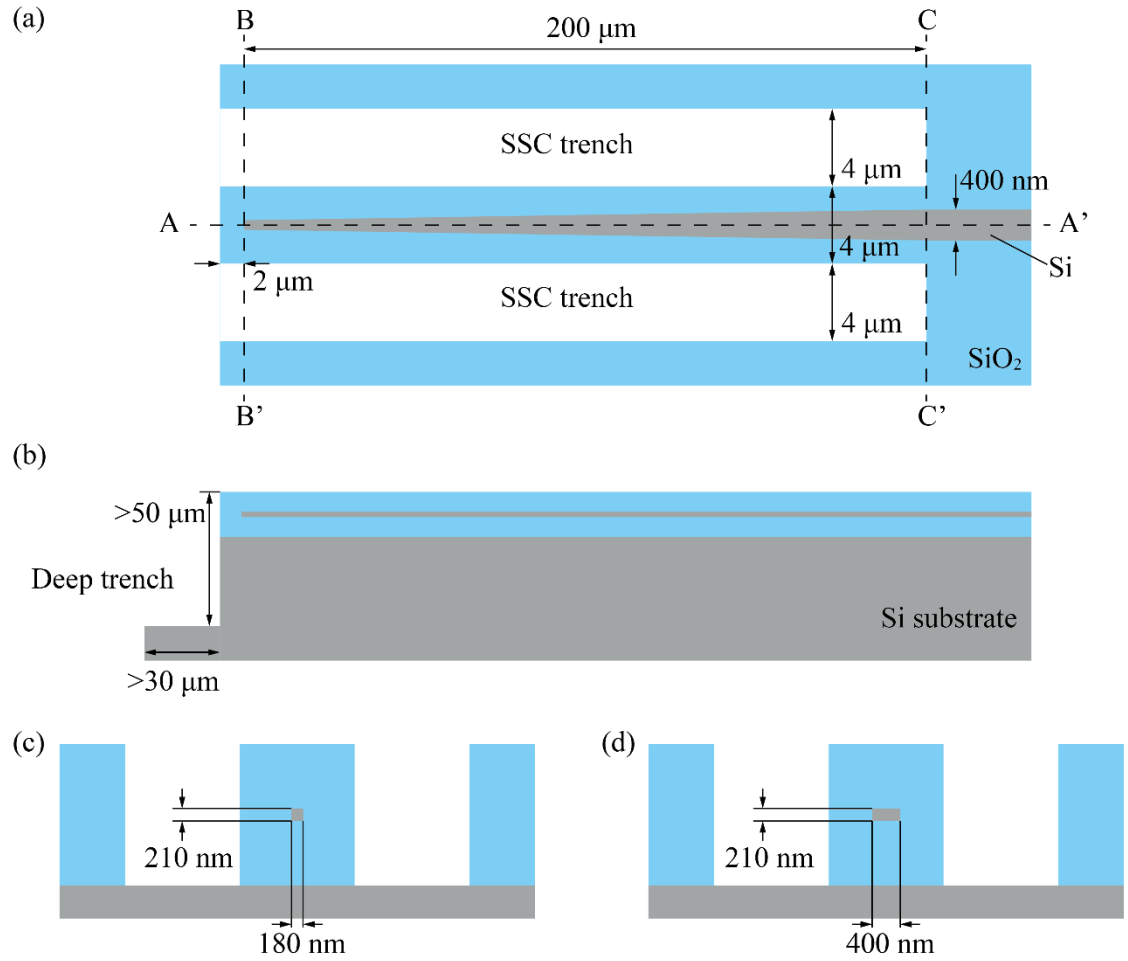 (a)
B
C
200 μm
SSC trench
4 μm
400 nm
A
A’
4 μm
Si
2 μm
SSC trench
4 μm
SiO₂
B’
C’
(b)
>50 μm
Deep trench
Si substrate
>30 μm
(c)
(d)
210 nm
210 nm
180 nm
400 nm